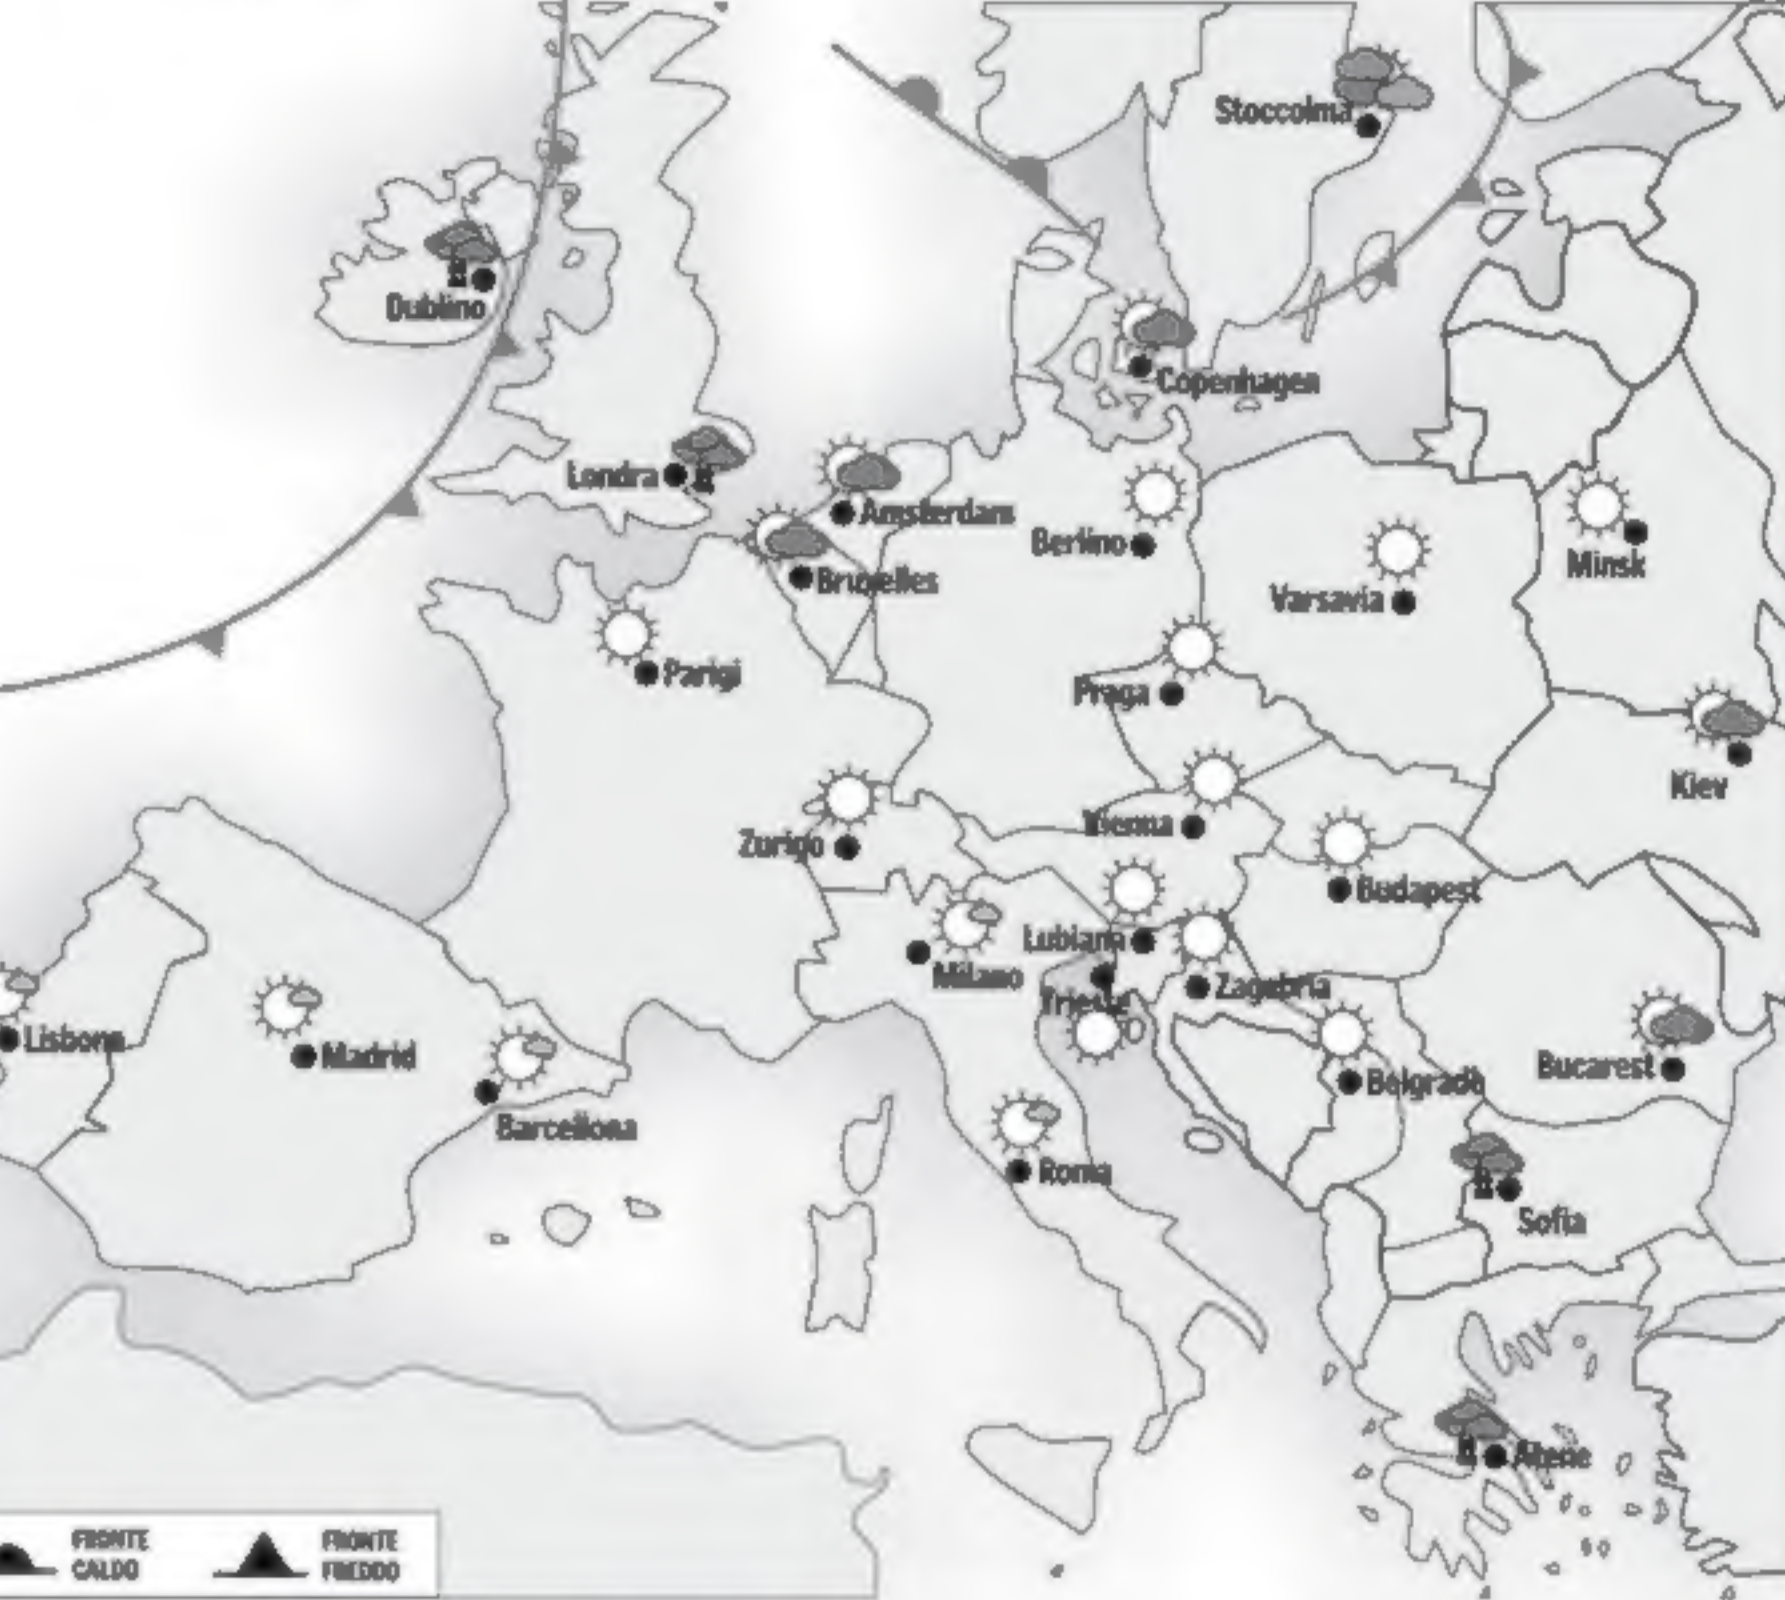 Stoccolma
Dublino
Copenhagen
Londra
Amsterdam
Berlino
Minsk
Bruxelles
Varsavia
Parigi
Praga
Kiev
Vienna
Zurigo
Budapest
Lubiana
Milano
Zagabria
Trieste
Lisbona
Madrid
Belgrado
Bucarest
Barcellona
Roma
Sofia
Atene
FRONTE
CALDO
FRONTE
FREDDO